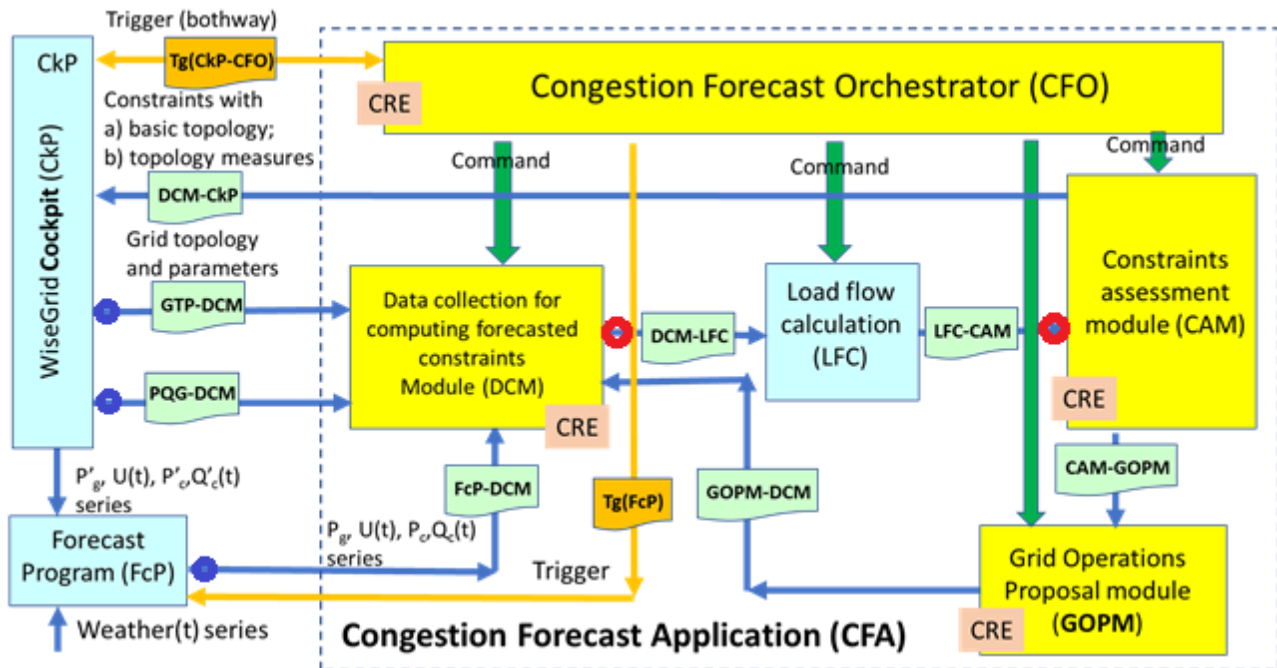 Trigger (bothway)
CkP
Tg(CkP-CFO)
Congestion Forecast Orchestrator (CFO)
CRE
Constraints with
a) basic topology;
b) topology measures
Command
Command
Command
DCM-CkP
WiseGrid Cockpit (CkP)
Grid topology
and parameters
GTP-DCM
PQG-DCM
Data collection for
computing forecasted
constraints
Module (DCM)
CRE
DCM-LFC
Load flow
calculation
(LFC)
LFC-CAM
Constraints
assessment
module (CAM)
CRE
P'g, U(t), P'c,Q'c(t)
series
FcP-DCM
Tg(FcP)
GOPM-DCM
CAM-GOPM
Forecast
Program (FcP)
Pg, U(t), Pc,Qc(t)
series
Trigger
Grid Operations
Proposal module
(GOPM)
CRE
Weather(t) series
Congestion Forecast Application (CFA)